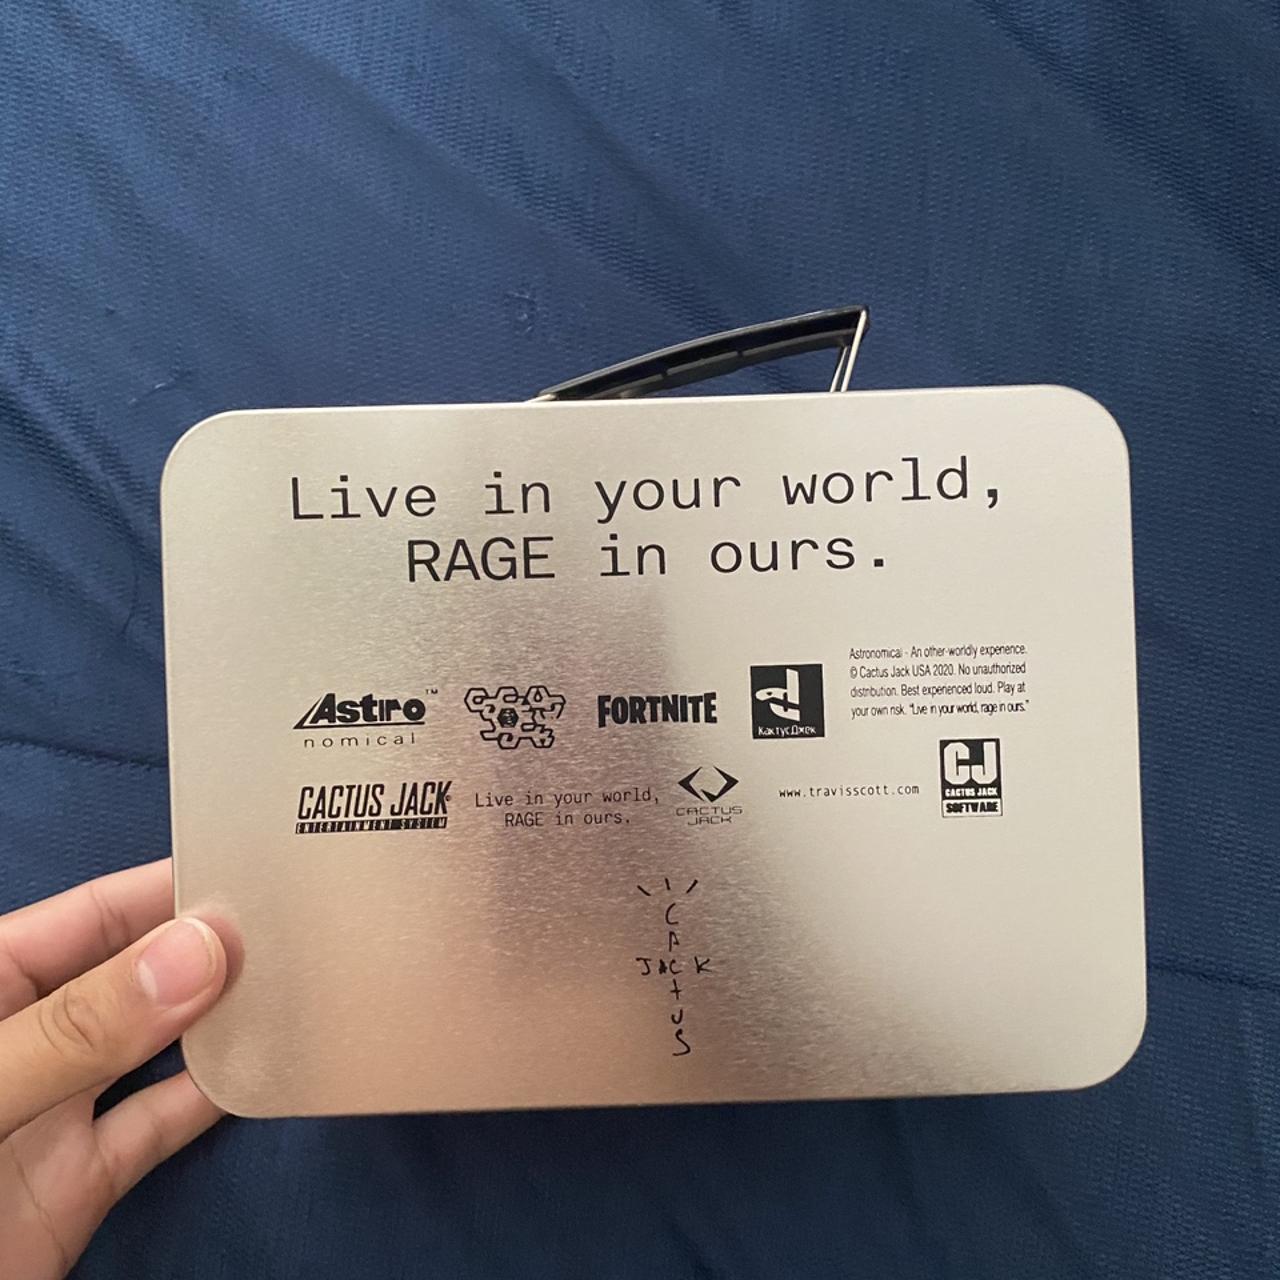 Live in your world,
RAGE in ours.
Astro™
nomical
FORTNITE
КактусДжек
Astronomical - An other-worldly experience.
© Cactus Jack USA 2020. No unauthorized
distribution. Best experienced loud. Play at
your own risk. "Live in your world, rage in ours."
CACTUS JACK
ENTERTAINMENT SYSTEM
Live in your world,
RAGE in ours.
CACTUS
JACK
www.travisscott.com
CJ
CACTUS JACK
SOFTWARE
C
A
JACK
t
U
S